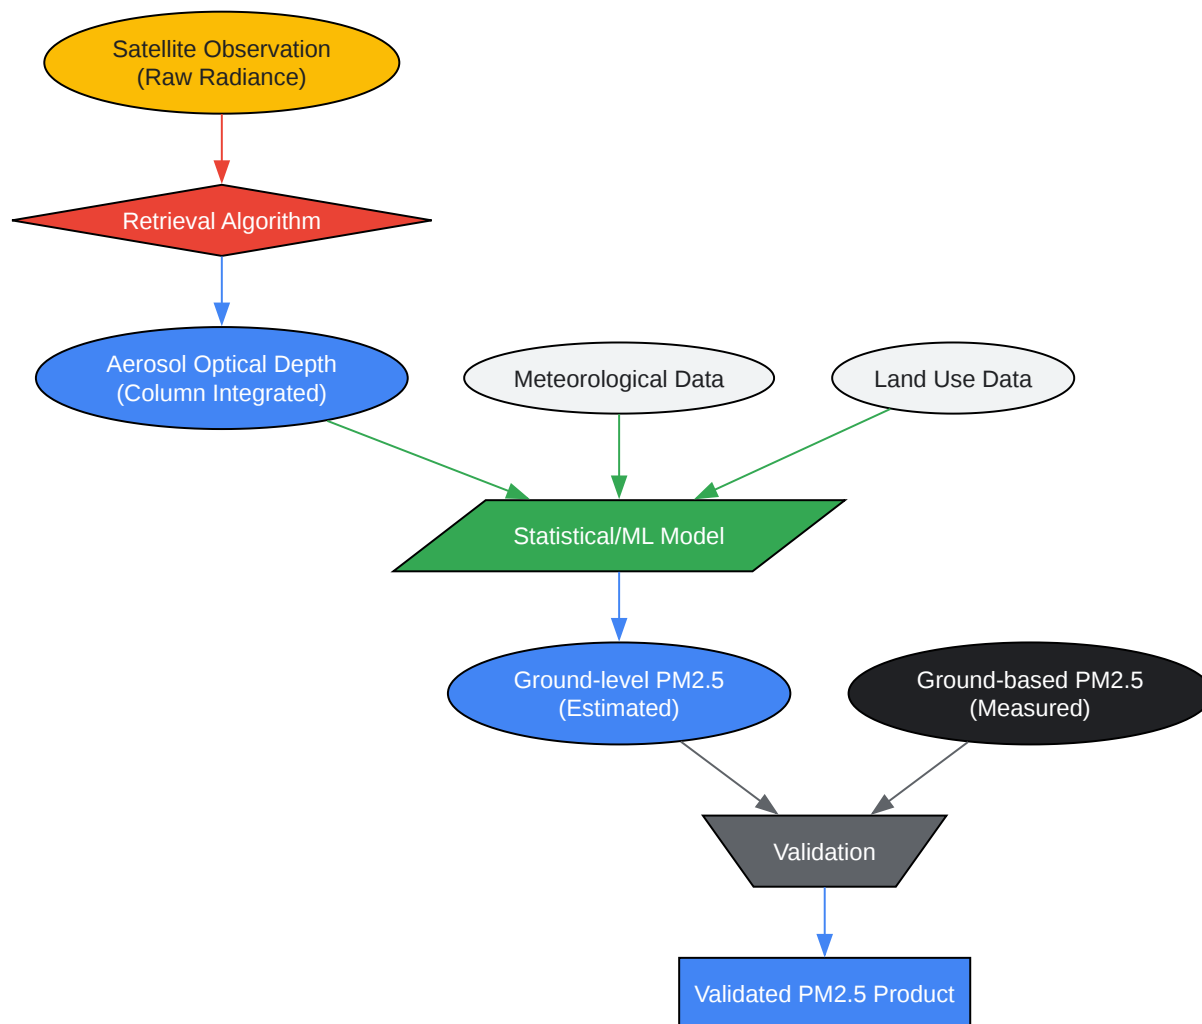 Satellite Observation
(Raw Radiance)
Retrieval Algorithm
Aerosol Optical Depth
(Column Integrated)
Meteorological Data
Land Use Data
Statistical/ML Model
Ground-level PM2.5
(Estimated)
Ground-based PM2.5
(Measured)
Validation
Validated PM2.5 Product